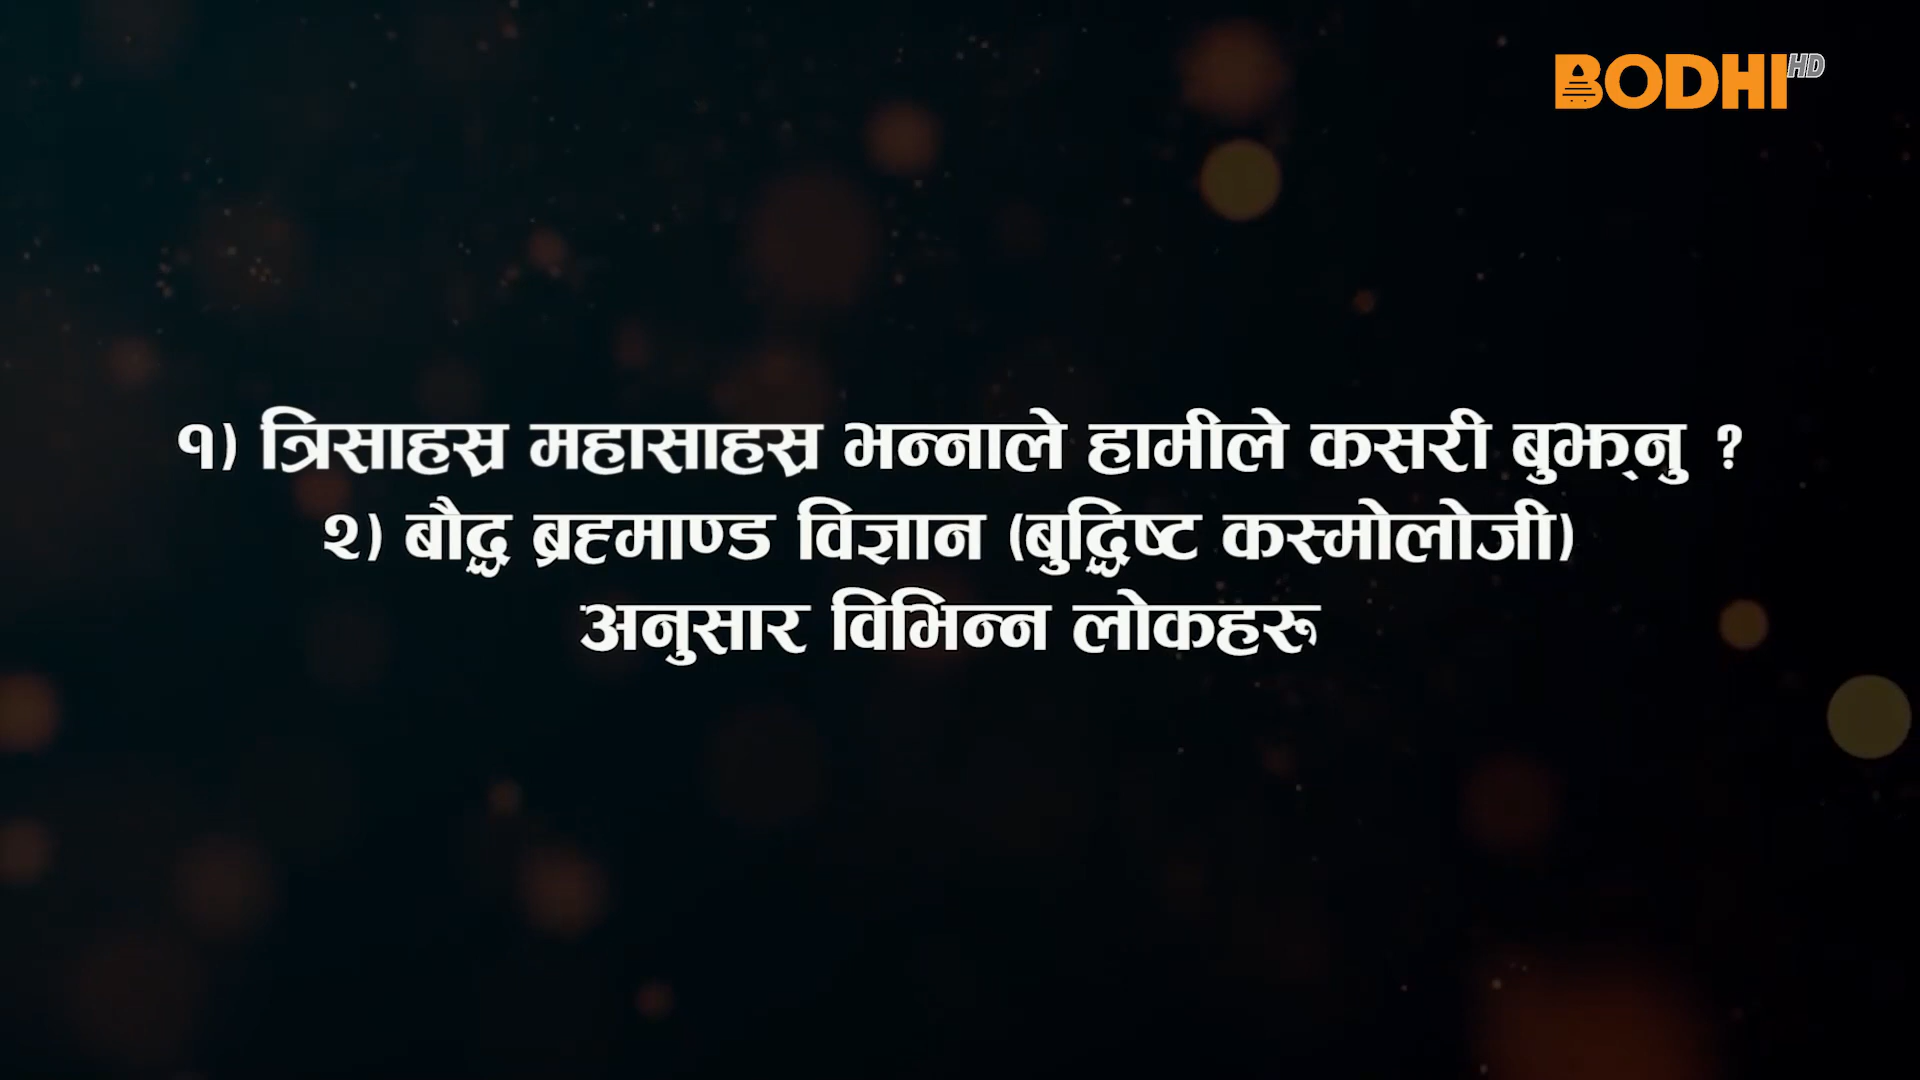 BODHI HD
१) त्रिसाहस्र महासाहस्र भन्नाले हामीले कसरी बुझ्नु ?
२) बौद्ध ब्रह्माण्ड विज्ञान (बुद्धिष्ट कस्मोलोजी)
अनुसार विभिन्न लोकहरू